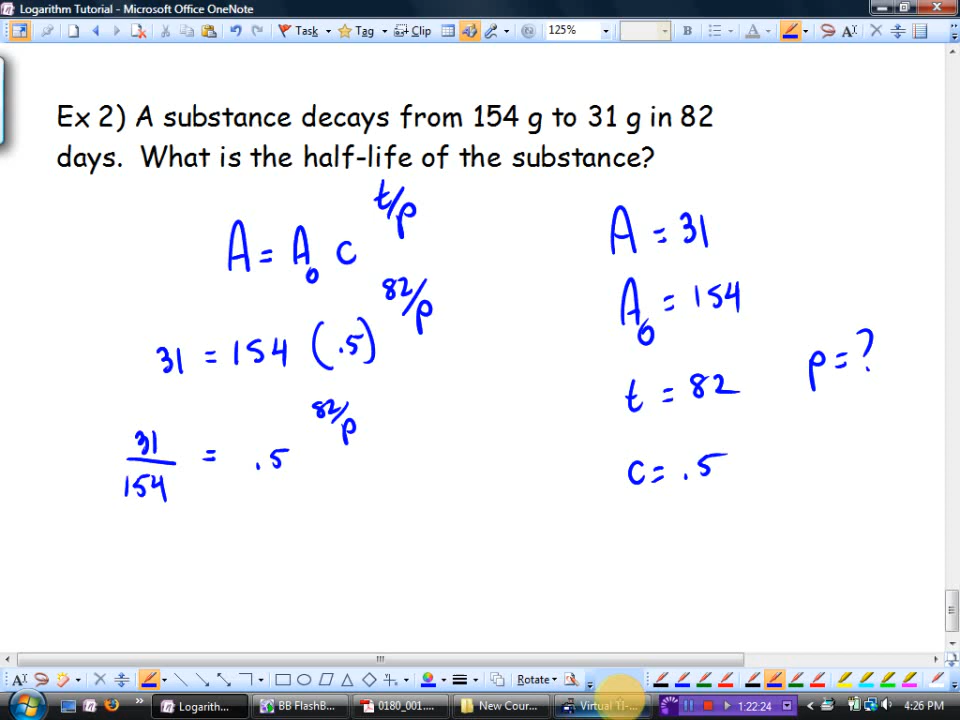 Logarithm Tutorial - Microsoft Office OneNote
Task Tag Clip 125% B A
Ex 2) A substance decays from 154 g to 31 g in 82
days. What is the half-life of the substance?
A = A₀ c^(t/p)
31 = 154 (.5)^(82/p)
31/154 = .5^(82/p)
A = 31
A₀ = 154
t = 82
c = .5
p = ?
Rotate
Logarith... BB FlashB... 0180_001.... New Cour... Virtual TI-... 1:22:24 4:26 PM